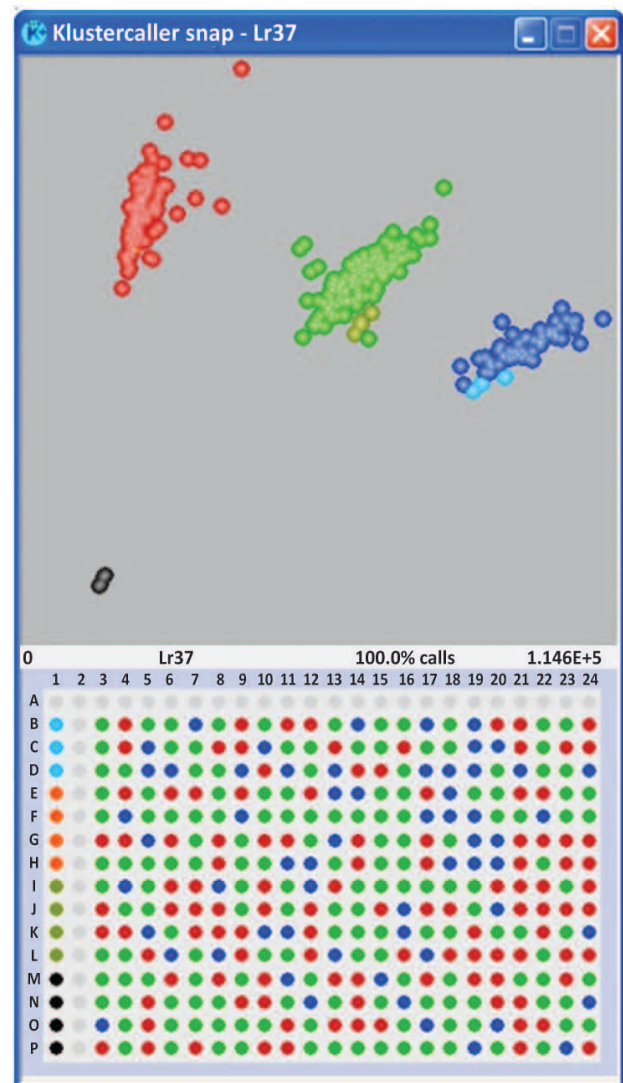 Klustercaller snap - Lr37
0 Lr37 100.0% calls 1.146E+5
1 2 3 4 5 6 7 8 9 10 11 12 13 14 15 16 17 18 19 20 21 22 23 24
A
B
C
D
E
F
G
H
I
J
K
L
M
N
O
P